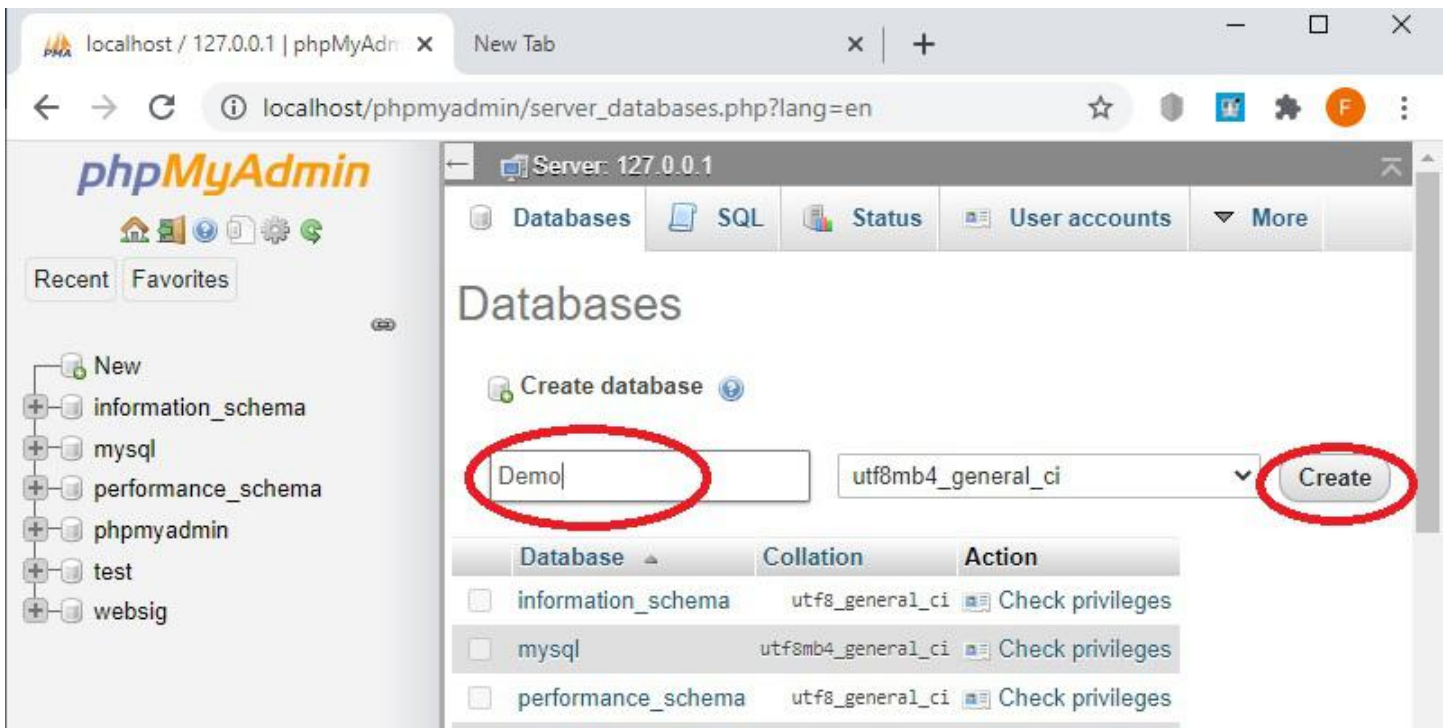 localhost / 127.0.0.1 | phpMyAdm
New Tab
localhost/phpmyadmin/server_databases.php?lang=en
F
phpMyAdmin
Recent Favorites
New
information_schema
mysql
performance_schema
phpmyadmin
test
websig
Server: 127.0.0.1
Databases SQL Status User accounts More
Databases
Create database
Demo utf8mb4_general_ci Create
Database Collation Action
information_schema utf8_general_ci Check privileges
mysql utf8mb4_general_ci Check privileges
performance_schema utf8_general_ci Check privileges